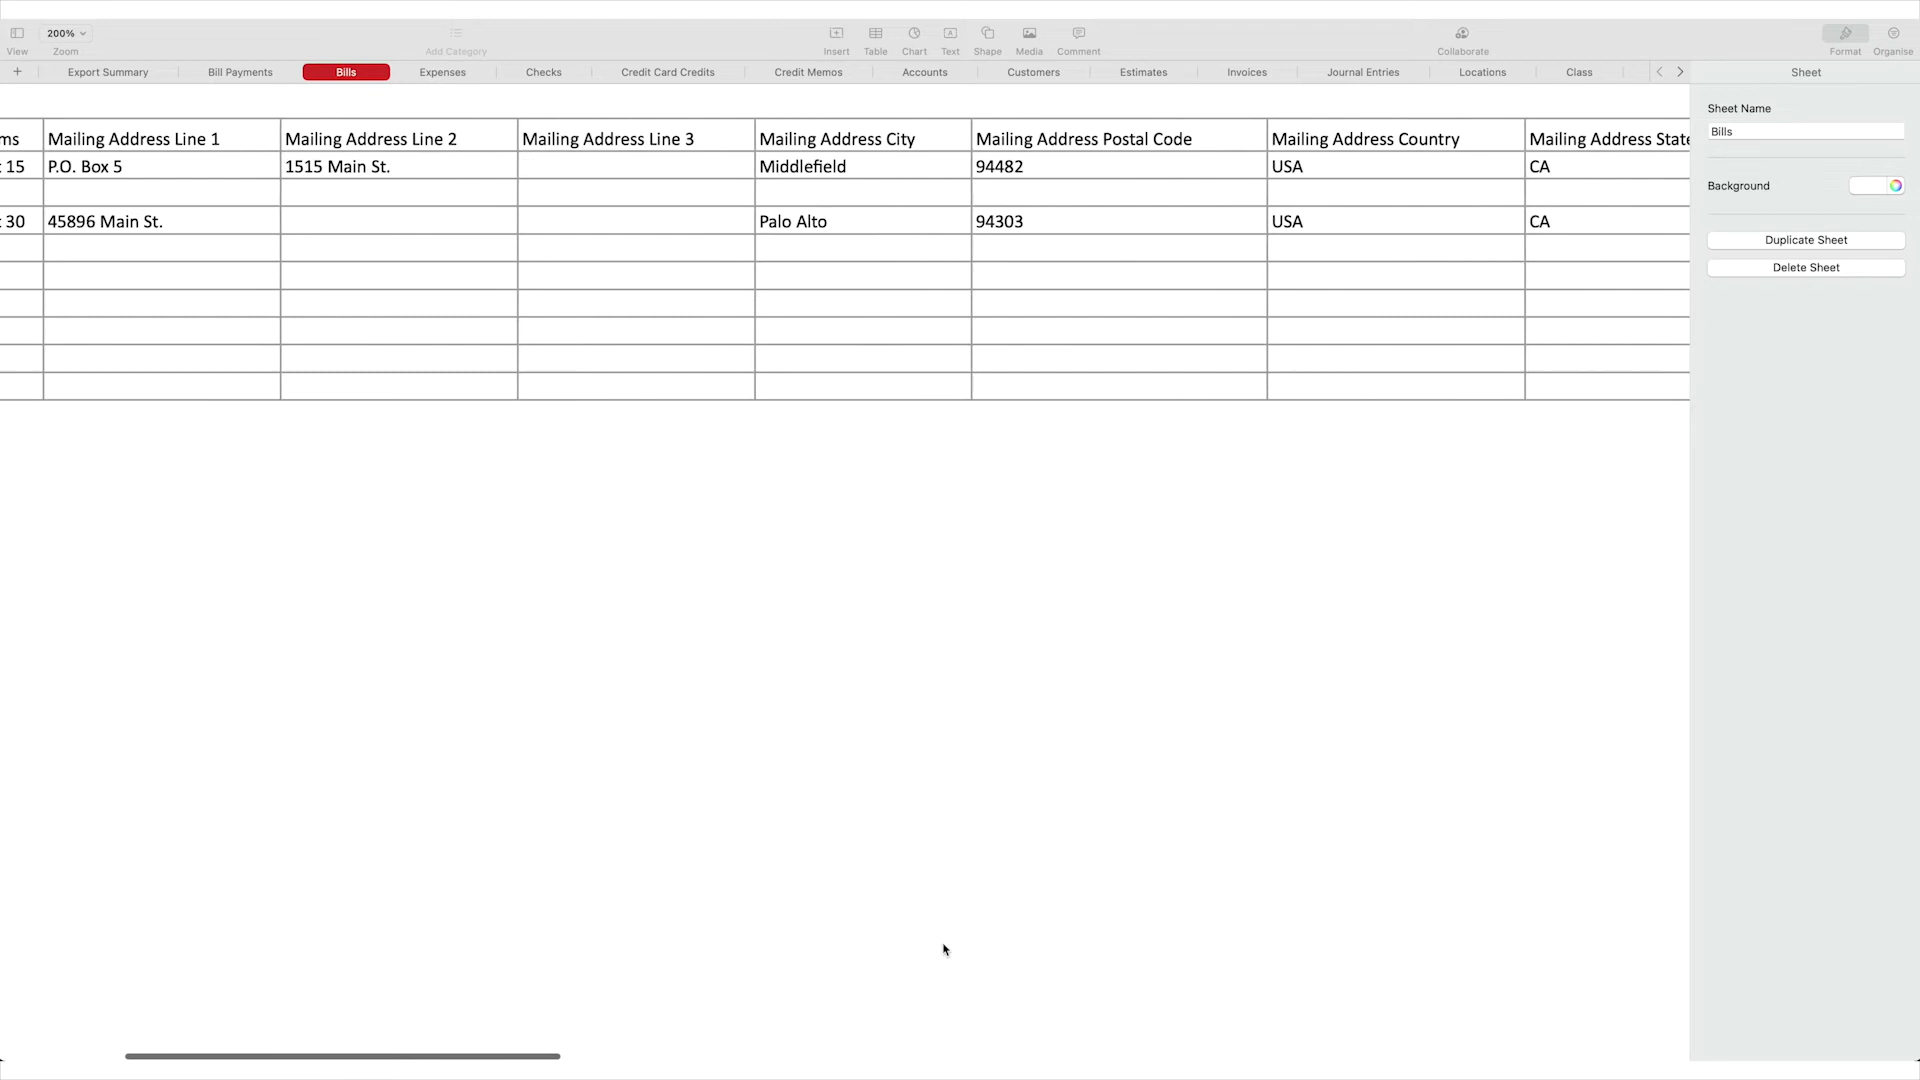 200%
View Zoom Add Category Insert Table Chart Text Shape Media Comment Collaborate Format Organise
+ Export Summary Bill Payments Bills Expenses Checks Credit Card Credits Credit Memos Accounts Customers Estimates Invoices Journal Entries Locations Class Sheet
Sheet Name
Bills
Background
Duplicate Sheet
Delete Sheet
ms Mailing Address Line 1 Mailing Address Line 2 Mailing Address Line 3 Mailing Address City Mailing Address Postal Code Mailing Address Country Mailing Address State
15 P.O. Box 5 1515 Main St. Middlefield 94482 USA CA
30 45896 Main St. Palo Alto 94303 USA CA